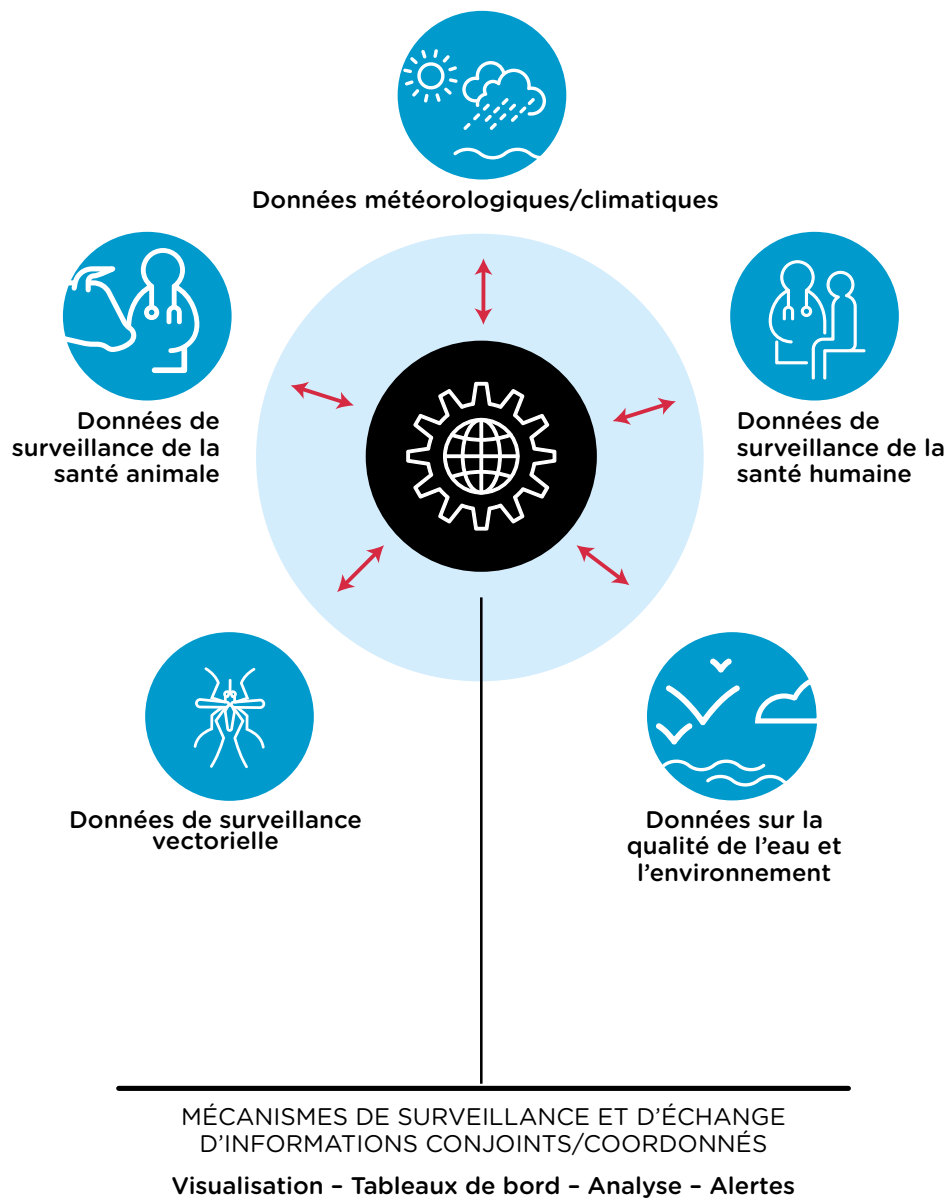 Données météorologiques/climatiques
Données de
surveillance de la
santé animale
Données de
surveillance de la
santé humaine
Données de surveillance
vectorielle
Données sur la
qualité de l'eau et
l'environnement
MÉCANISMES DE SURVEILLANCE ET D'ÉCHANGE
D'INFORMATIONS CONJOINTS/COORDONNÉS
Visualisation – Tableaux de bord – Analyse – Alertes